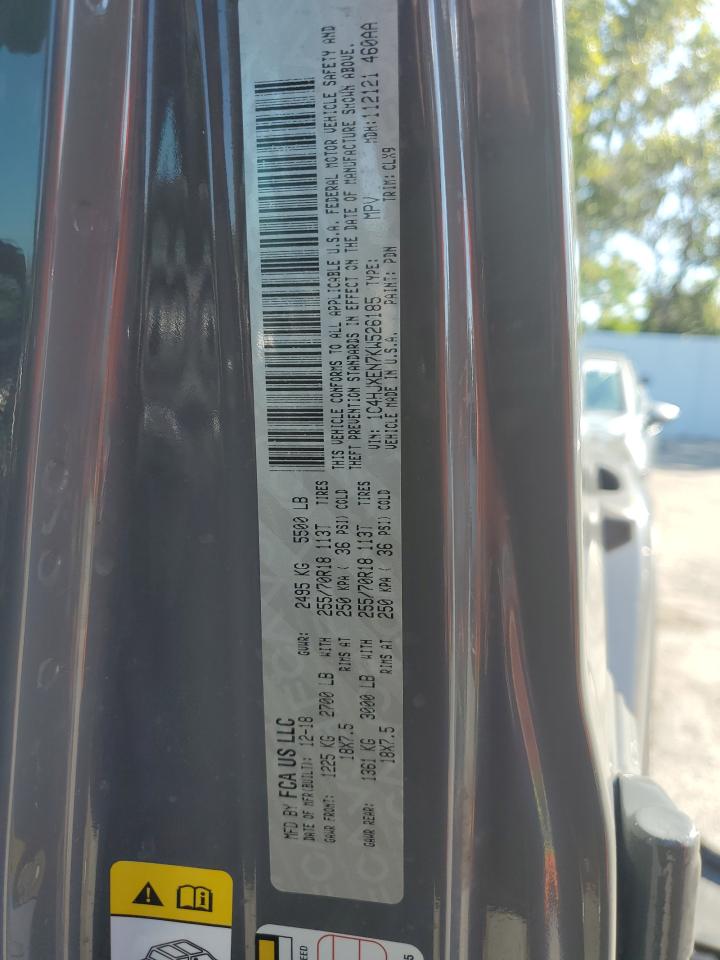 MFD BY FCA US LLC
DATE OF MFR(BUILT): 12-18 GVWR: 2495 KG 5500 LB
GAWR FRONT: 1225 KG 2700 LB WITH 255/70R18 113T TIRES
18X7.5 RIMS AT 250 KPA ( 36 PSI) COLD
GAWR REAR: 1361 KG 3000 LB WITH 255/70R18 113T TIRES
18X7.5 RIMS AT 250 KPA ( 36 PSI) COLD
THIS VEHICLE CONFORMS TO ALL APPLICABLE U.S.A. FEDERAL MOTOR VEHICLE SAFETY AND
THEFT PREVENTION STANDARDS IN EFFECT ON THE DATE OF MANUFACTURE SHOWN ABOVE.
VIN: 1C4HJXEN7KW526185 TYPE: MPV MDH: 112121 460AA
VEHICLE MADE IN U.S.A. PAINT: PDN TRIM: CLX9